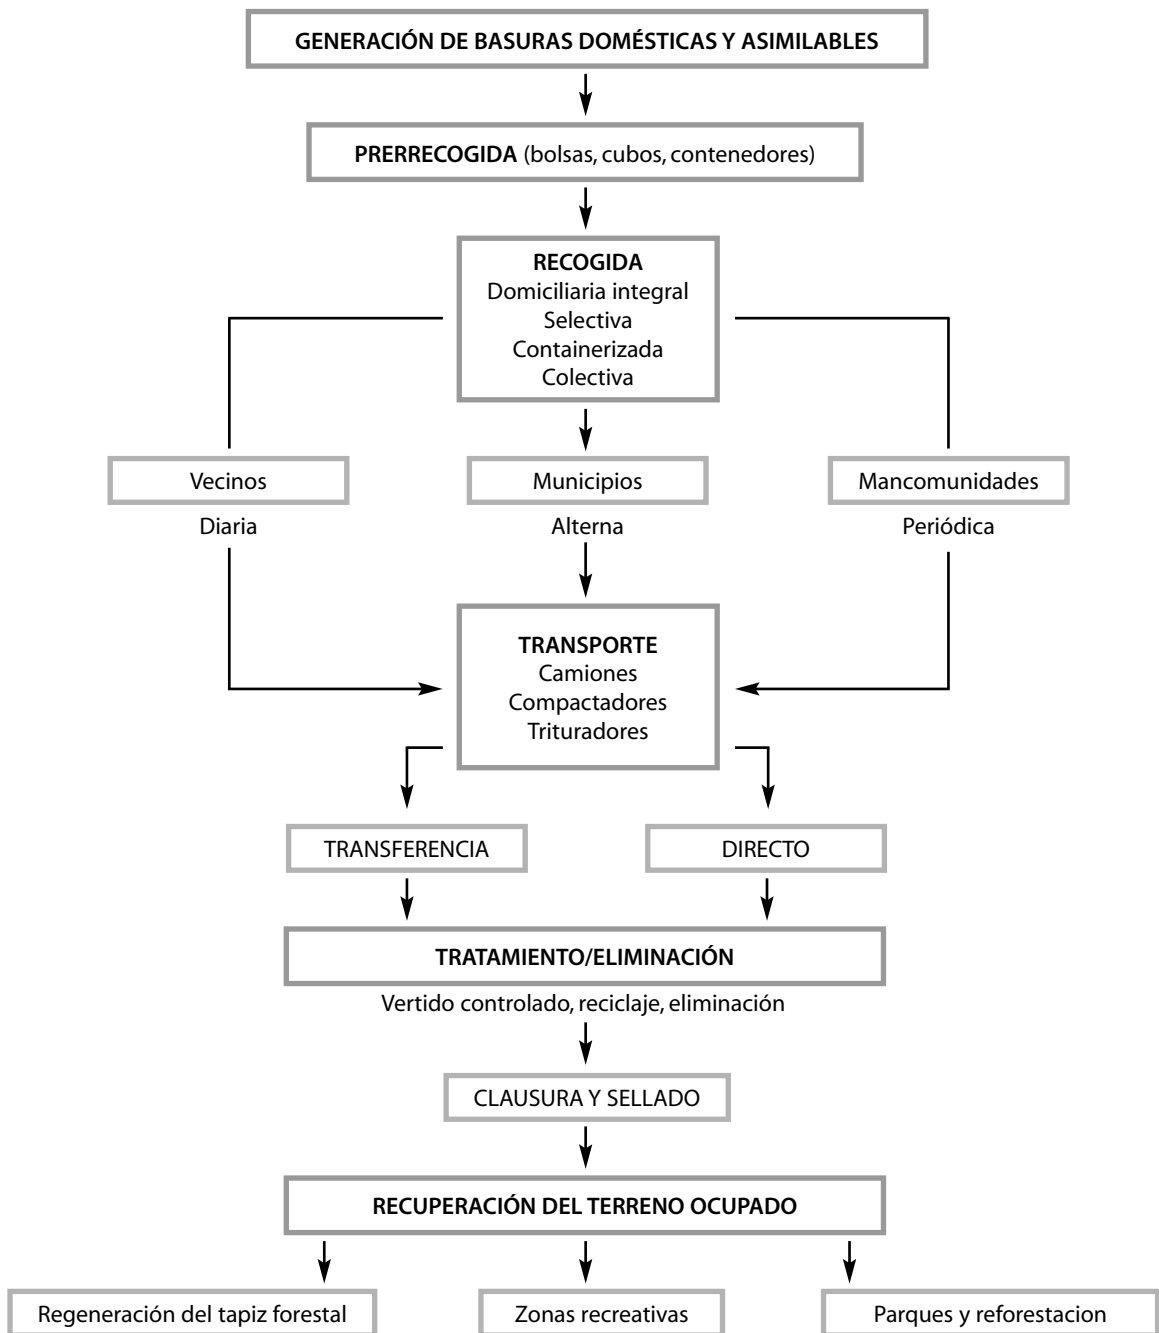 GENERACIÓN DE BASURAS DOMÉSTICAS Y ASIMILABLES
PRERRECOGIDA (bolsas, cubos, contenedores)
RECOGIDA
Domiciliaria integral
Selectiva
Containerizada
Colectiva
Vecinos
Municipios
Mancomunidades
Diaria
Alterna
Periódica
TRANSPORTE
Camiones
Compactadores
Trituradores
TRANSFERENCIA
DIRECTO
TRATAMIENTO/ELIMINACIÓN
Vertido controlado, reciclaje, eliminación
CLAUSURA Y SELLADO
RECUPERACIÓN DEL TERRENO OCUPADO
Regeneración del tapiz forestal
Zonas recreativas
Parques y reforestacion